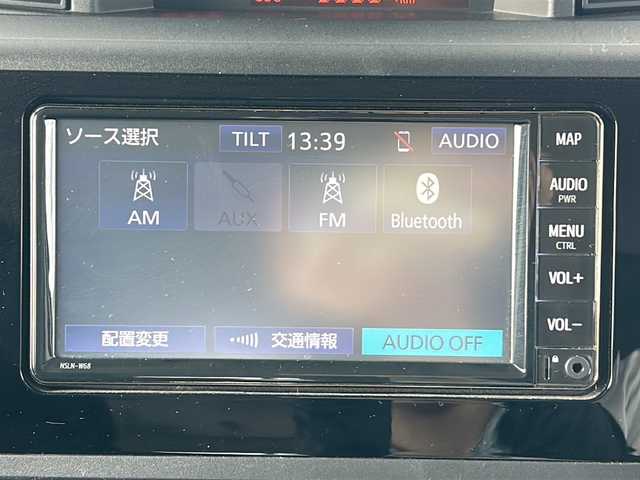 ソース選択 TILT 13:39 AUDIO
AM AUX FM Bluetooth
配置変更 交通情報 AUDIO OFF
NSLN-W68
MAP
AUDIO
PWR
MENU
CTRL
VOL+
VOL-